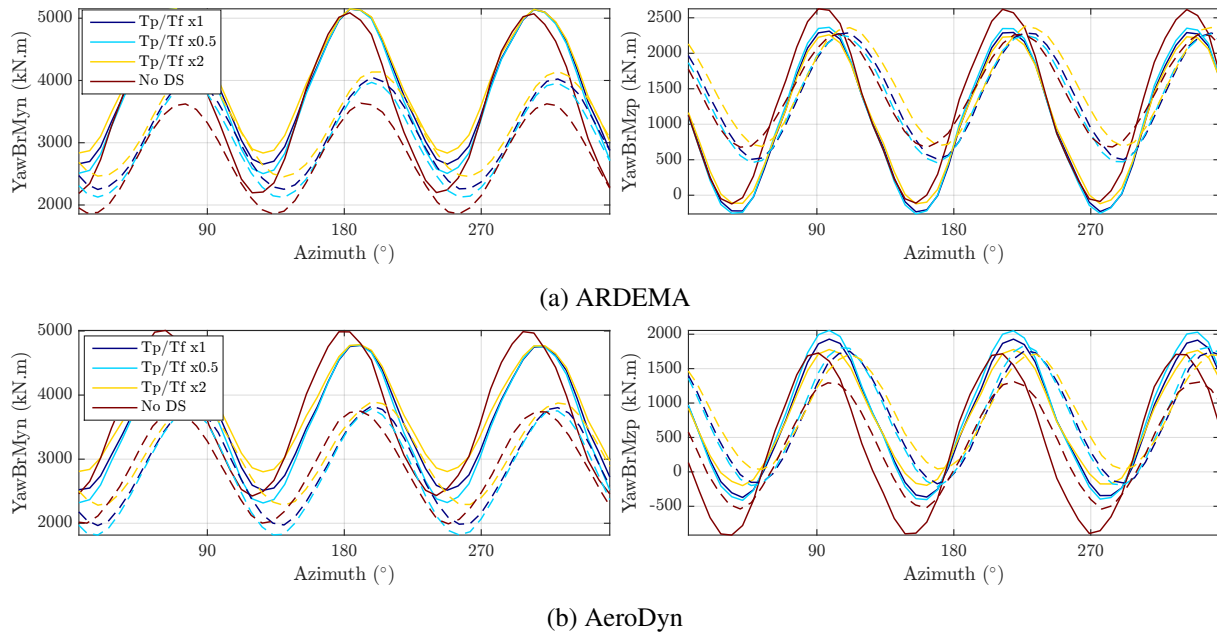 5000
4000
3000
2000
YawBrMyn (kN.m)
Tp/Tf x1
Tp/Tf x0.5
Tp/Tf x2
No DS
90 180 270
Azimuth (°)
2500
2000
1500
1000
500
0
YawBrMzp (kN.m)
90 180 270
Azimuth (°)
(a) ARDEMA
5000
4000
3000
2000
YawBrMyn (kN.m)
Tp/Tf x1
Tp/Tf x0.5
Tp/Tf x2
No DS
90 180 270
Azimuth (°)
2000
1500
1000
500
0
-500
YawBrMzp (kN.m)
90 180 270
Azimuth (°)
(b) AeroDyn